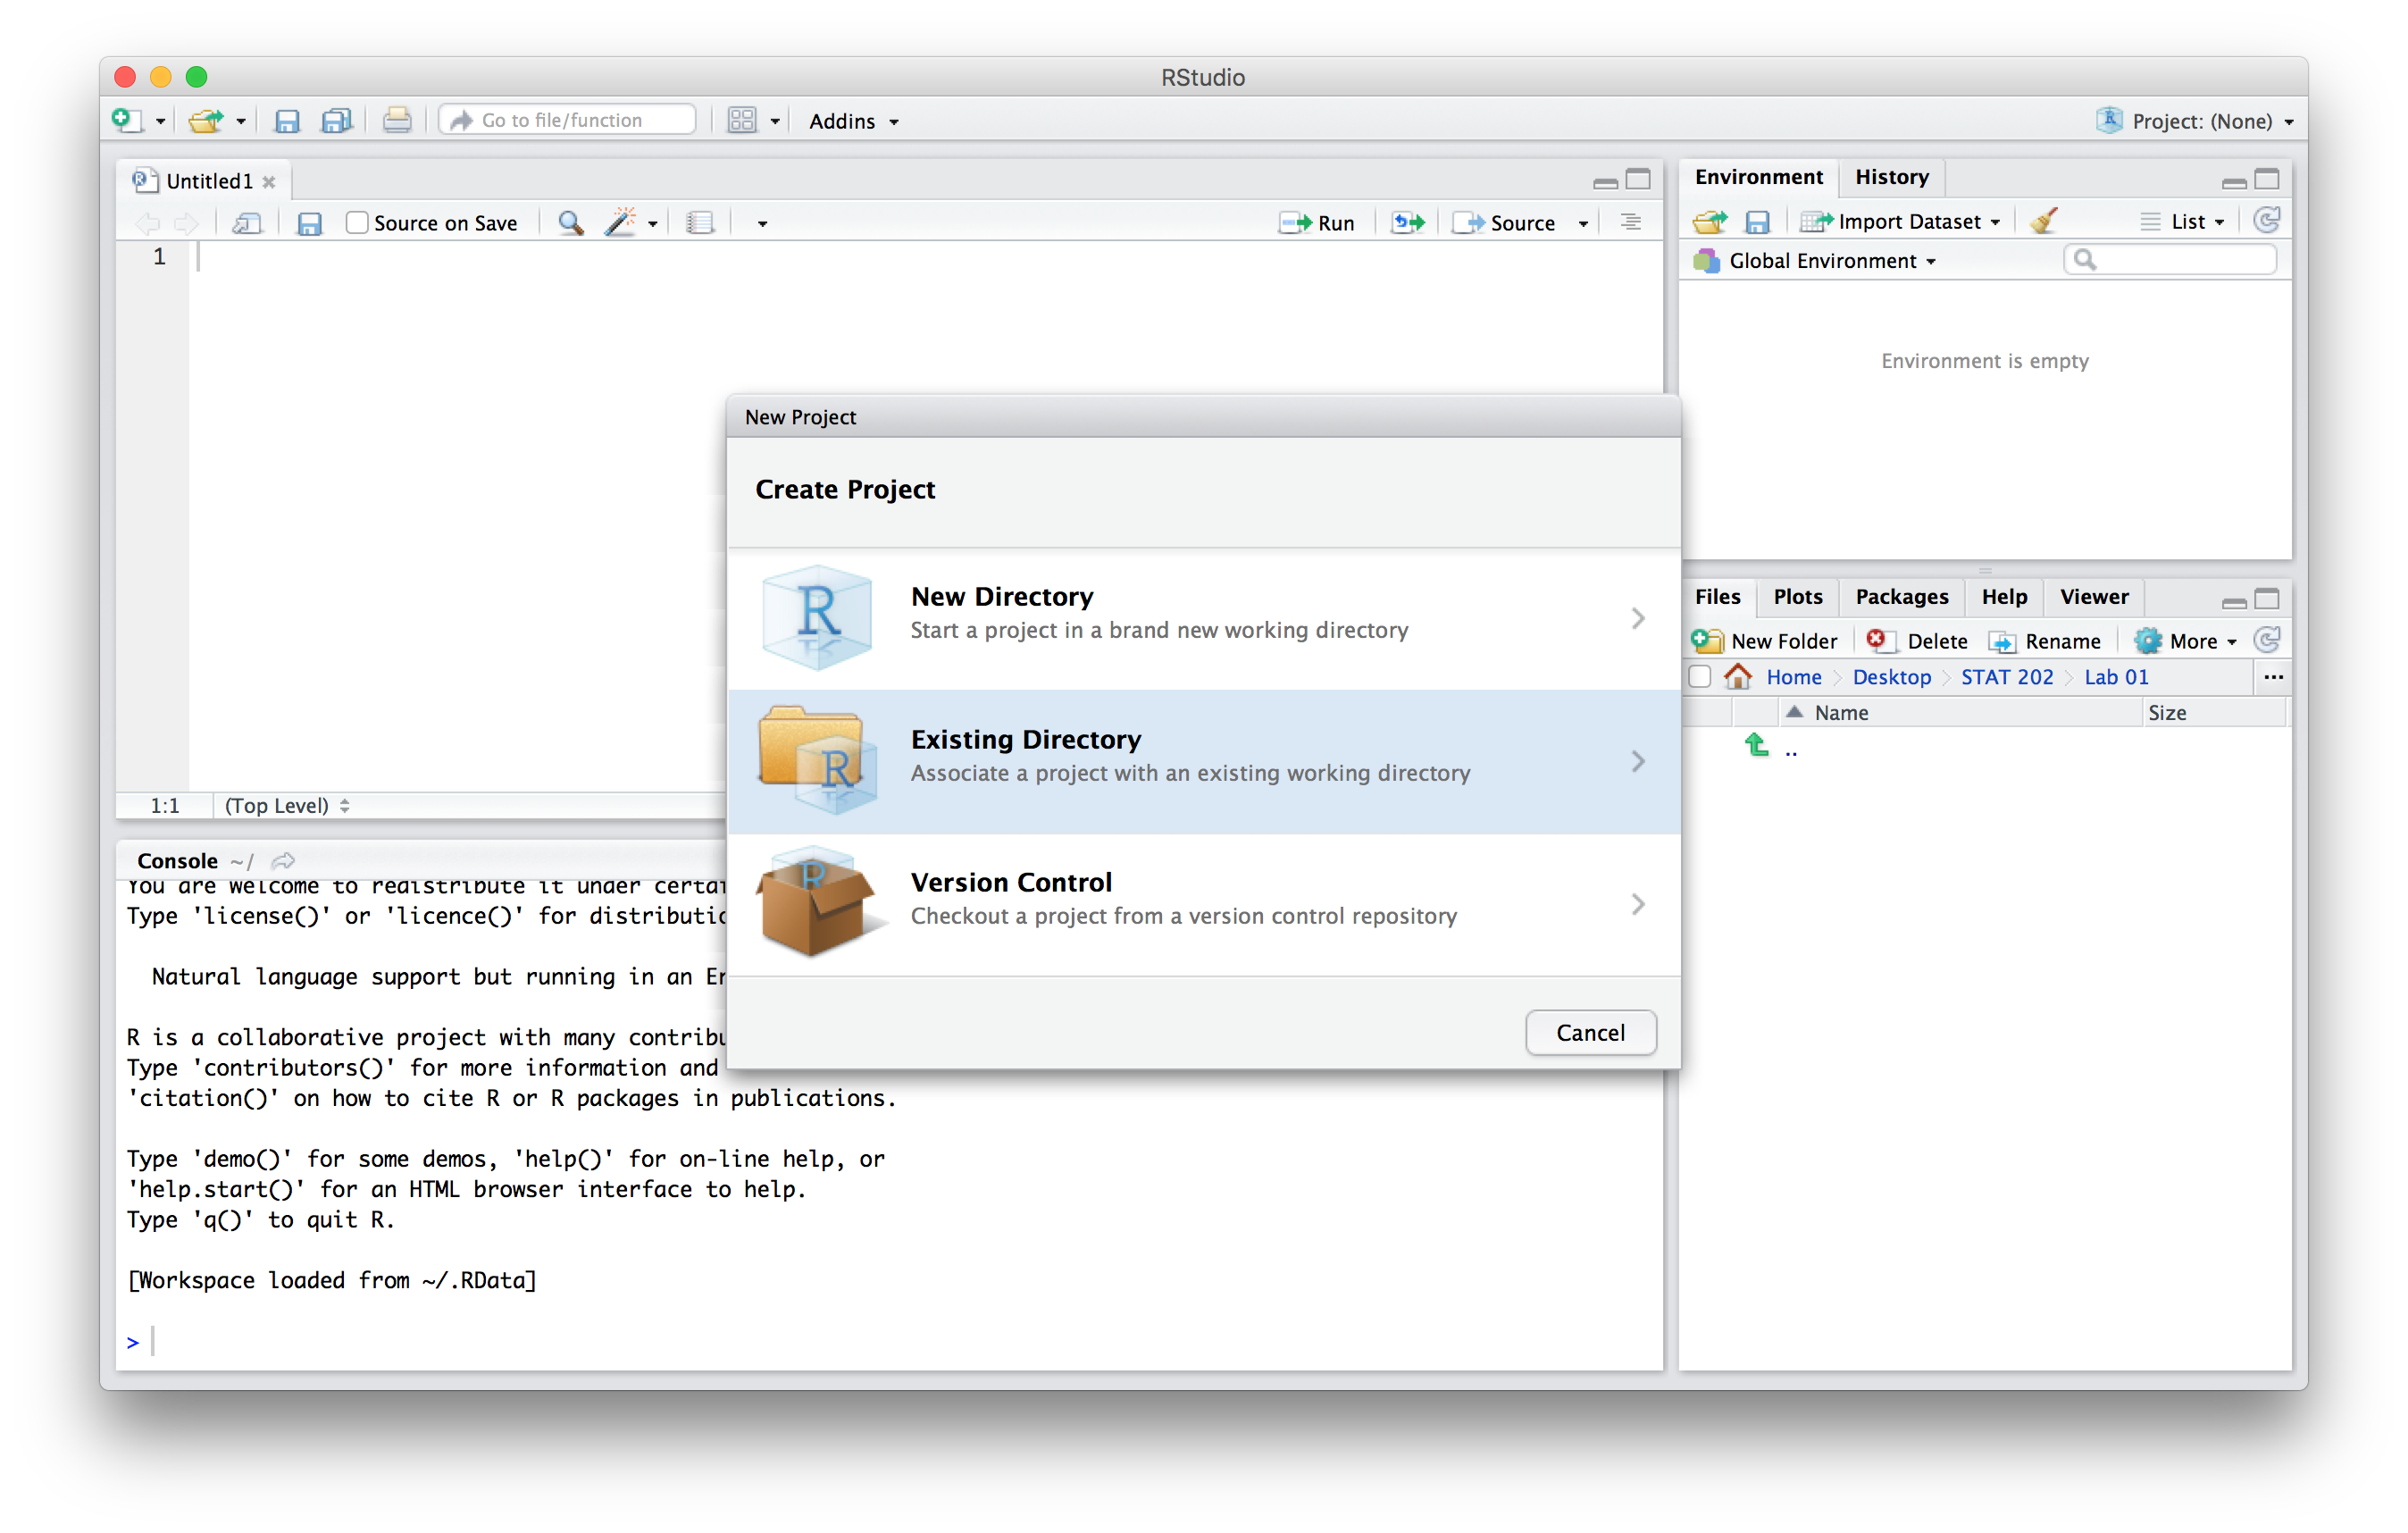 RStudio
Go to file/function
Addins
Project: (None)
Untitled1
Source on Save
Run
Source
1
1:1 (Top Level)
Environment History
Import Dataset
List
Global Environment
Environment is empty
New Project
Create Project
New Directory
Start a project in a brand new working directory
Existing Directory
Associate a project with an existing working directory
Version Control
Checkout a project from a version control repository
Cancel
Files Plots Packages Help Viewer
New Folder Delete Rename More
Home Desktop STAT 202 Lab 01 ...
Name Size
..
Console ~/
You are welcome to redistribute it under
Type 'license()' or 'licence()' for
Natural language support but running in an
R is a collaborative project with many
Type 'contributors()' for more information and
'citation()' on how to cite R or R packages in publications.
Type 'demo()' for some demos, 'help()' for on-line help, or
'help.start()' for an HTML browser interface to help.
Type 'q()' to quit R.
[Workspace loaded from ~/.RData]
>